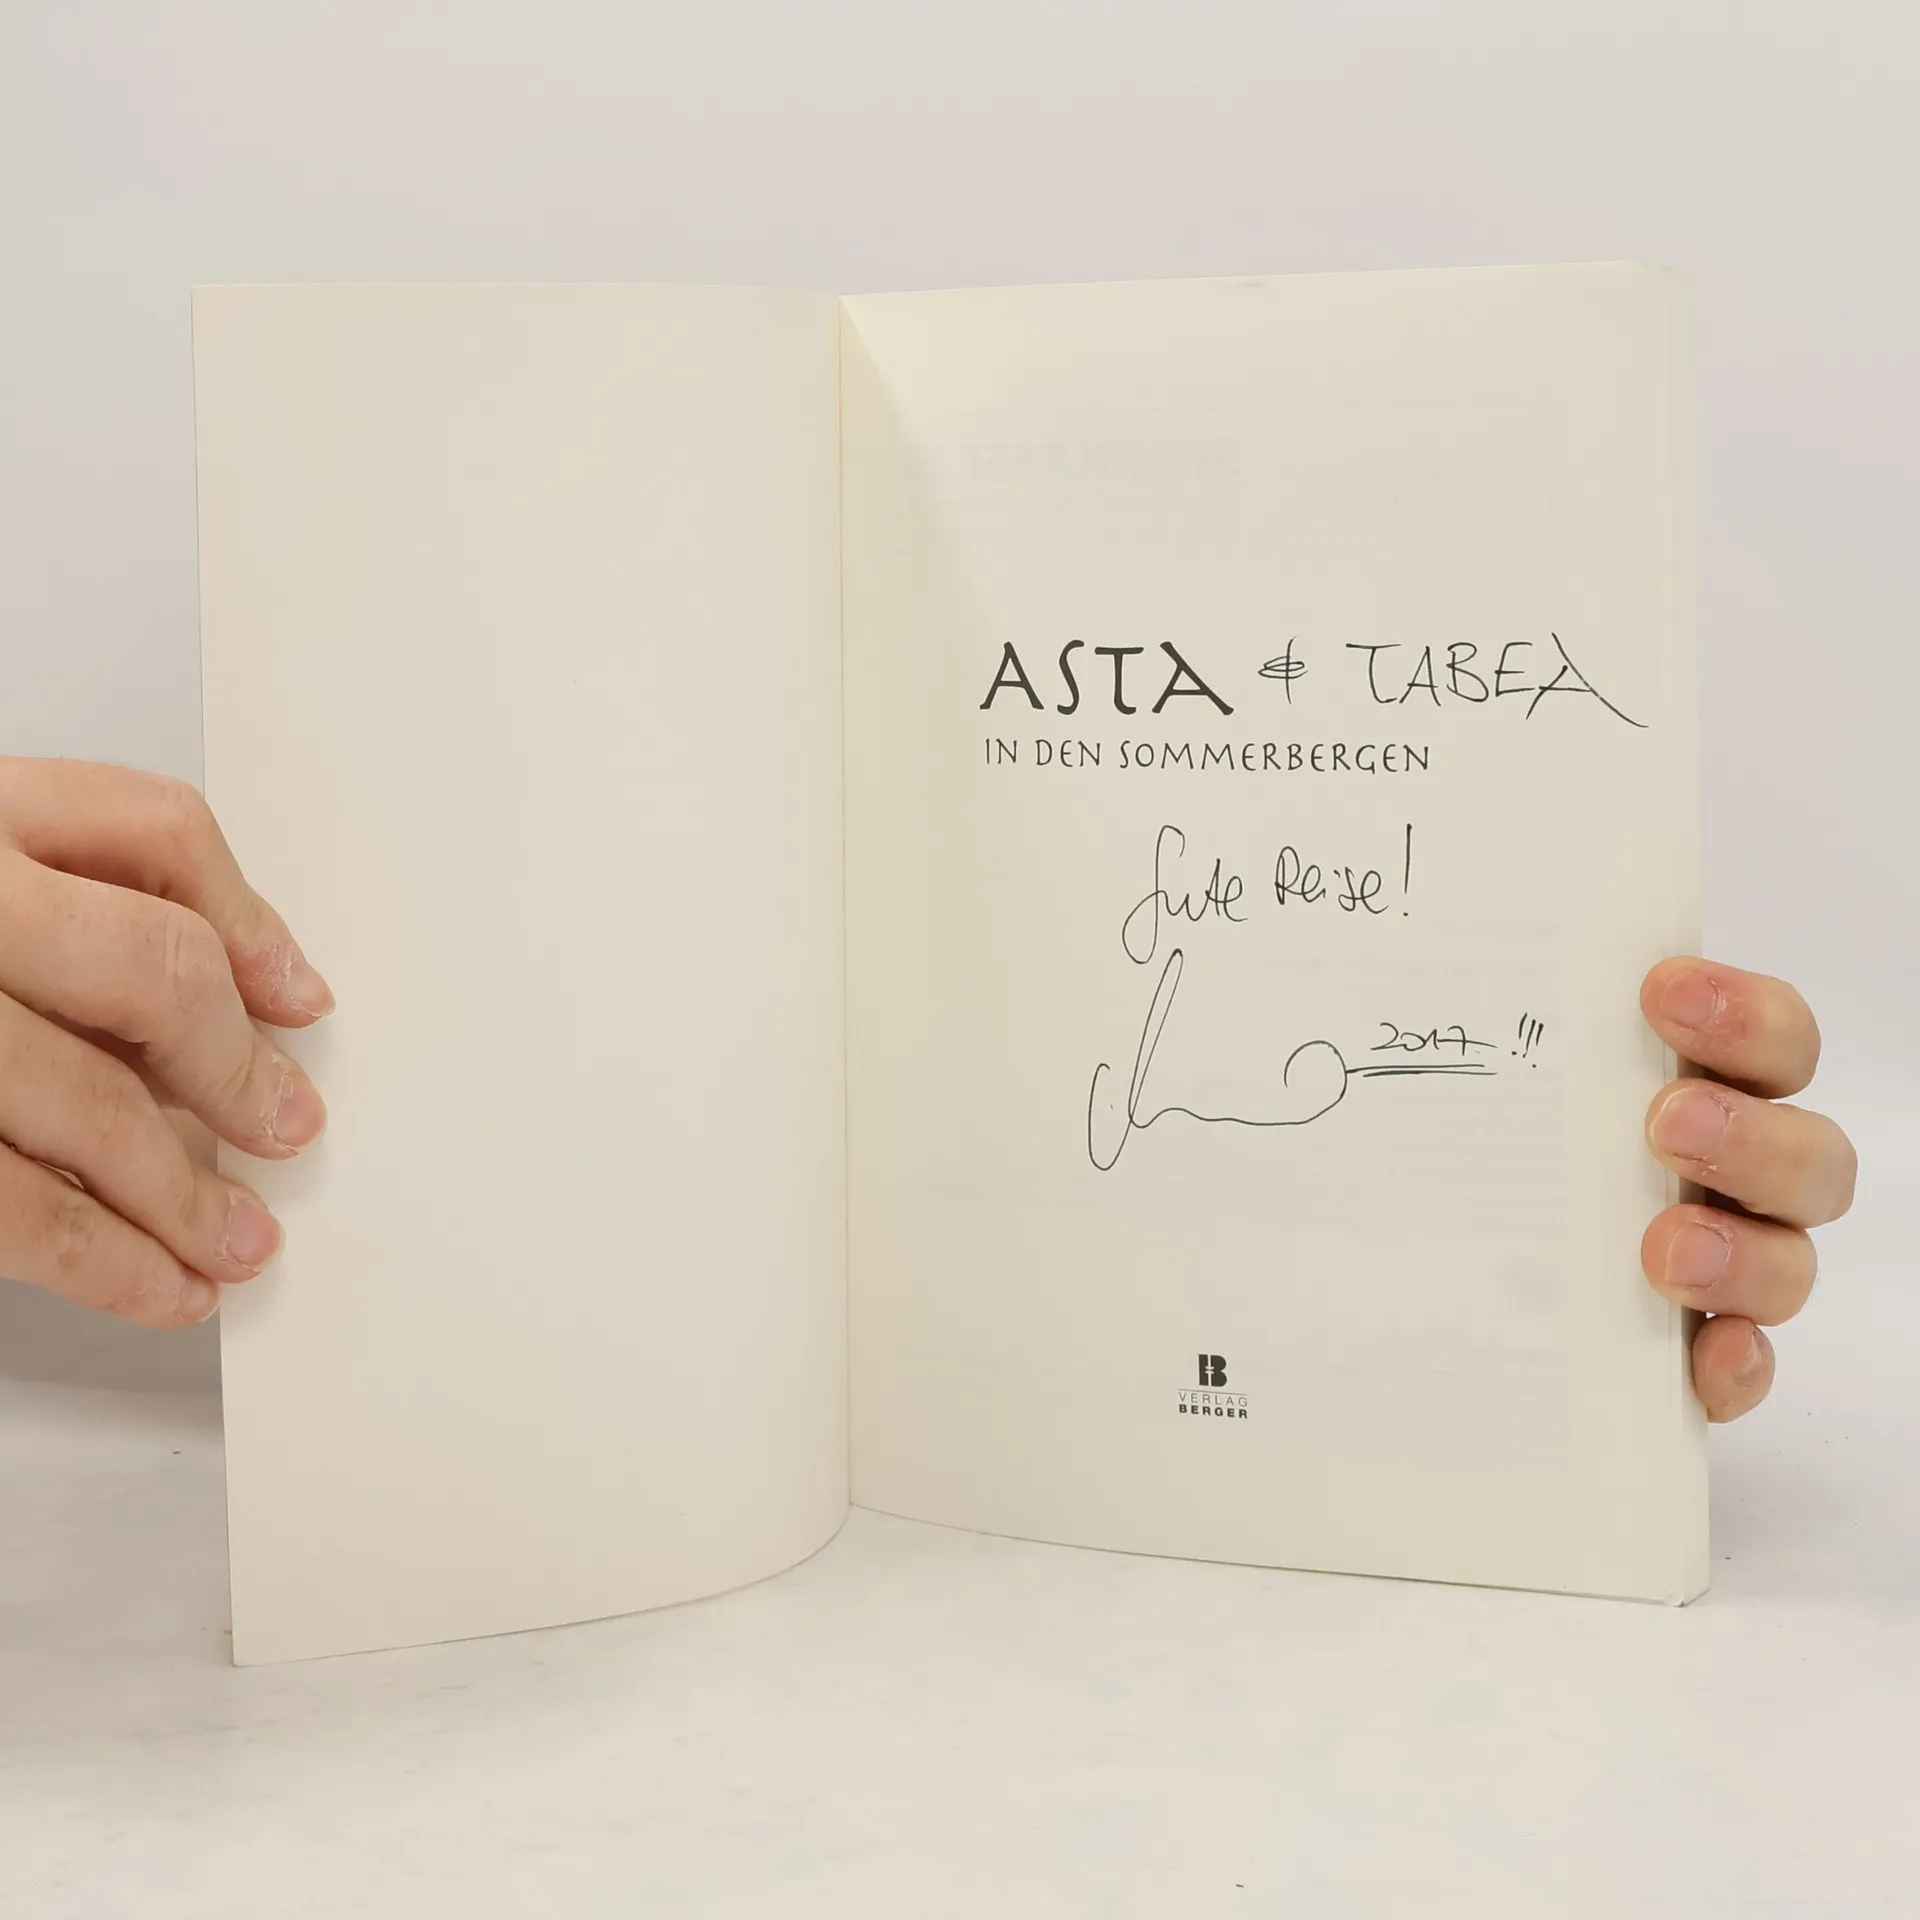 ASTA & TABEA
IN DEN SOMMERBERGEN
Gute Reise!
2017 !!!
VERLAG
BERGER